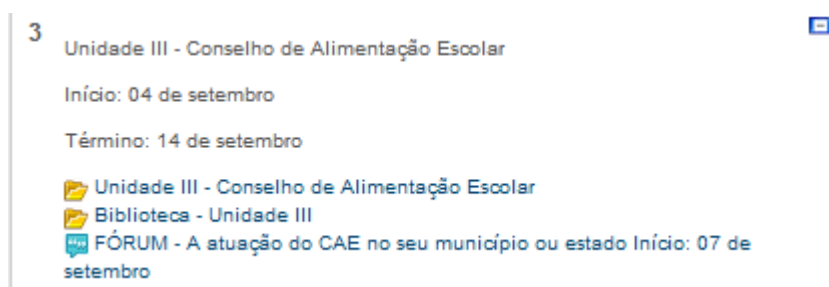 3
Unidade III - Conselho de Alimentação Escolar
Início: 04 de setembro
Término: 14 de setembro
Unidade III - Conselho de Alimentação Escolar
Biblioteca - Unidade III
FÓRUM - A atuação do CAE no seu município ou estado Início: 07 de
setembro